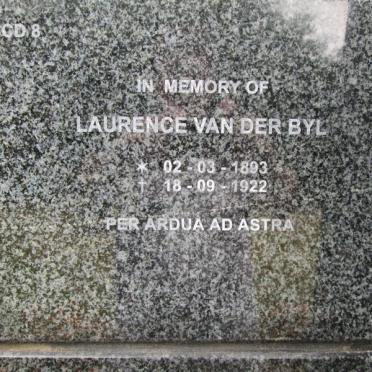 CD 8
IN MEMORY OF
LAURENCE VAN DER BYL
* 02 - 03 - 1893
† 18 - 09 - 1922
PER ARDUA AD ASTRA